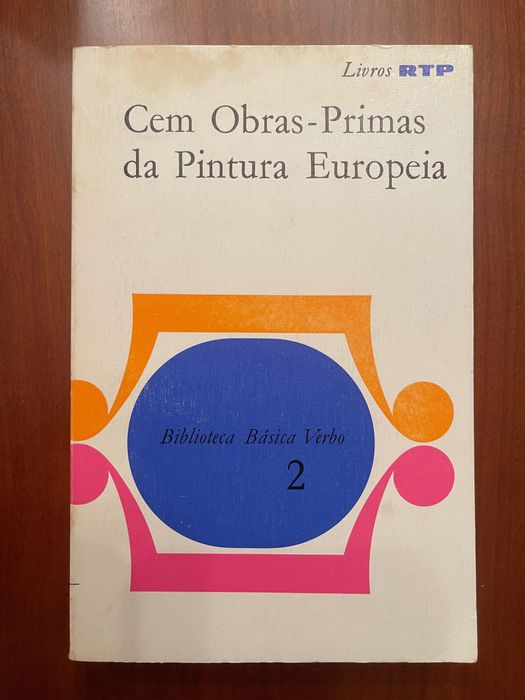 Livros RTP
Cem Obras-Primas
da Pintura Europeia
Biblioteca Básica Verbo
2